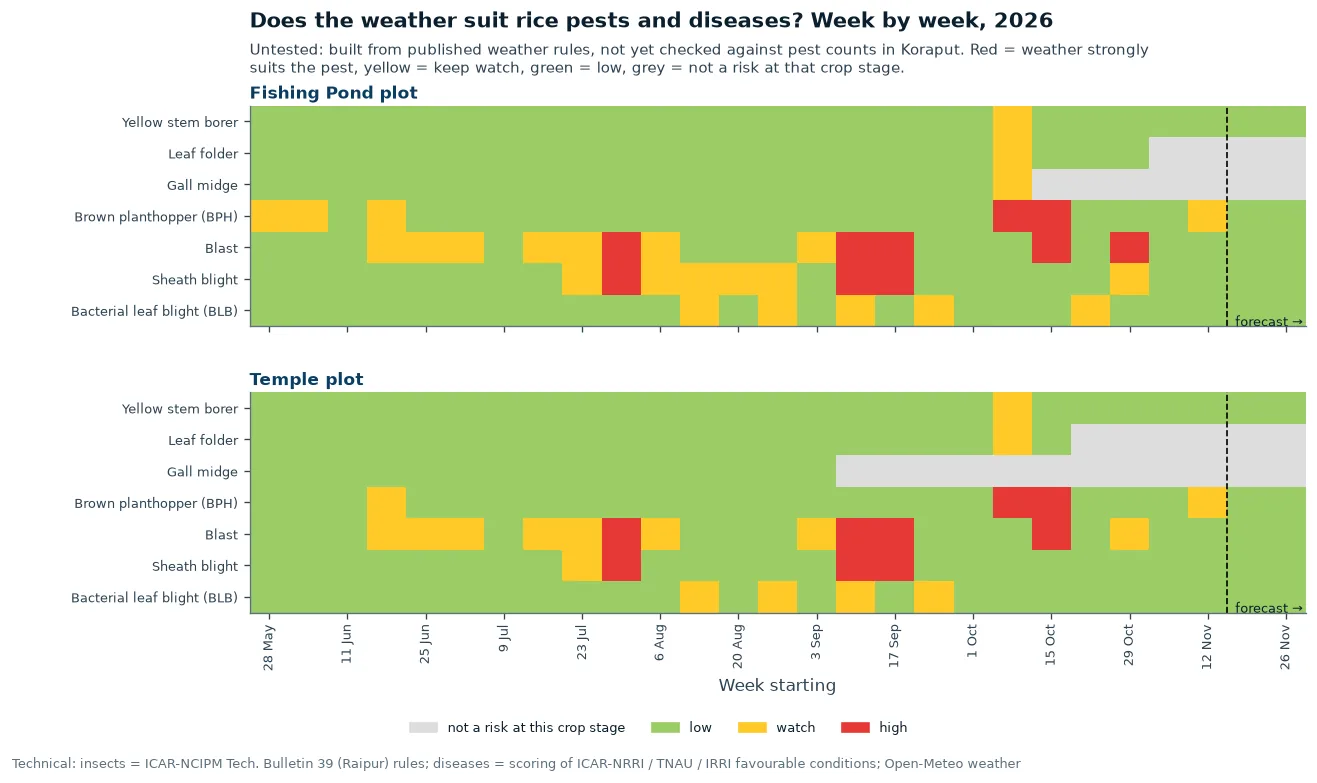 Does the weather suit rice pests and diseases? Week by week, 2026
Untested: built from published weather rules, not yet checked against pest counts in Koraput. Red = weather strongly
suits the pest, yellow = keep watch, green = low, grey = not a risk at that crop stage.
Fishing Pond plot
Yellow stem borer
Leaf folder
Gall midge
Brown planthopper (BPH)
Blast
Sheath blight
Bacterial leaf blight (BLB)
forecast →
Temple plot
Yellow stem borer
Leaf folder
Gall midge
Brown planthopper (BPH)
Blast
Sheath blight
Bacterial leaf blight (BLB)
forecast →
28 May
11 Jun
25 Jun
9 Jul
23 Jul
6 Aug
20 Aug
3 Sep
17 Sep
1 Oct
15 Oct
29 Oct
12 Nov
26 Nov
Week starting
not a risk at this crop stage
low
watch
high
Technical: insects = ICAR-NCIPM Tech. Bulletin 39 (Raipur) rules; diseases = scoring of ICAR-NRRI / TNAU / IRRI favourable conditions; Open-Meteo weather